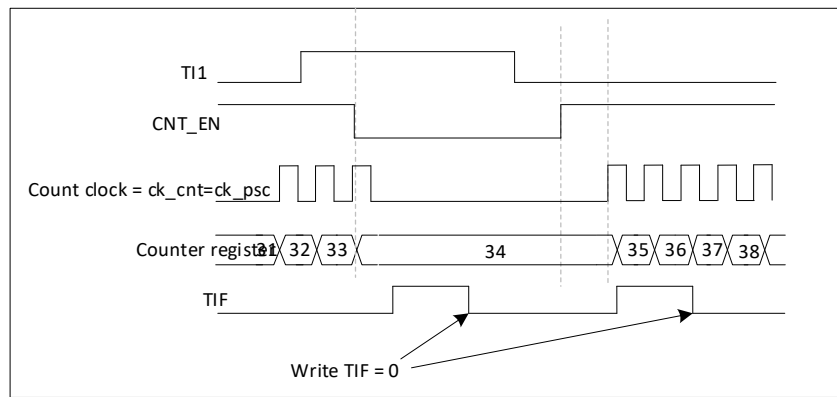 TI1
CNT_EN
Count clock = ck_cnt=ck_psc
Counter register 31 32 33 34 35 36 37 38
TIF
Write TIF = 0